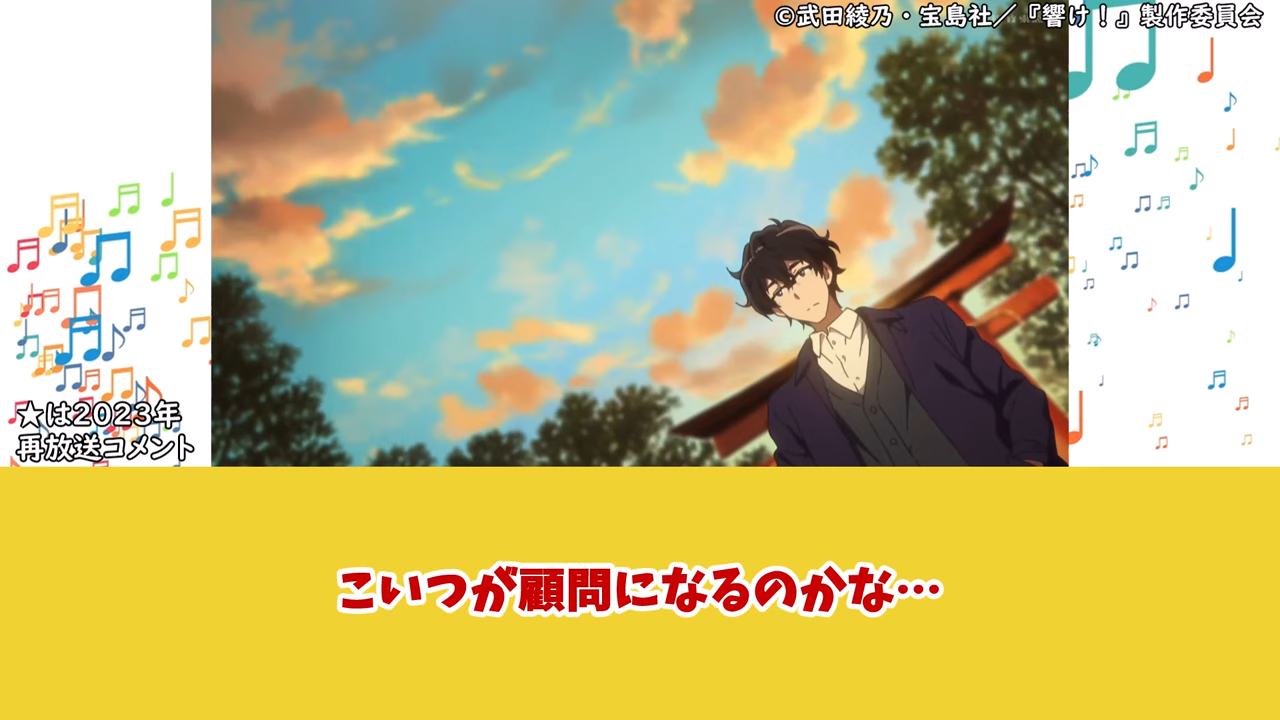 ©武田綾乃・宝島社／『響け！』製作委員会
★は2023年
再放送コメント
こいつが顧問になるのかな…